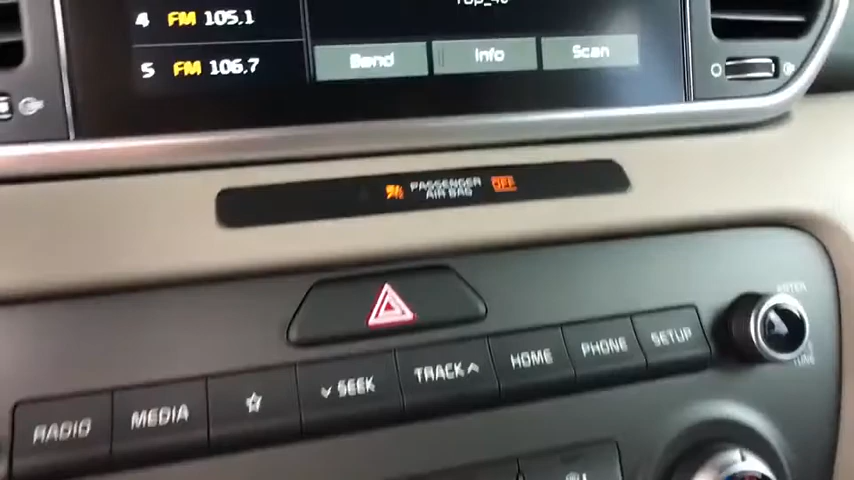 4 FM 105.1
5 FM 106.7
Band Info Scan
PASSENGER
AIR BAG OFF
RADIO MEDIA SEEK TRACK HOME PHONE SETUP
TUNE